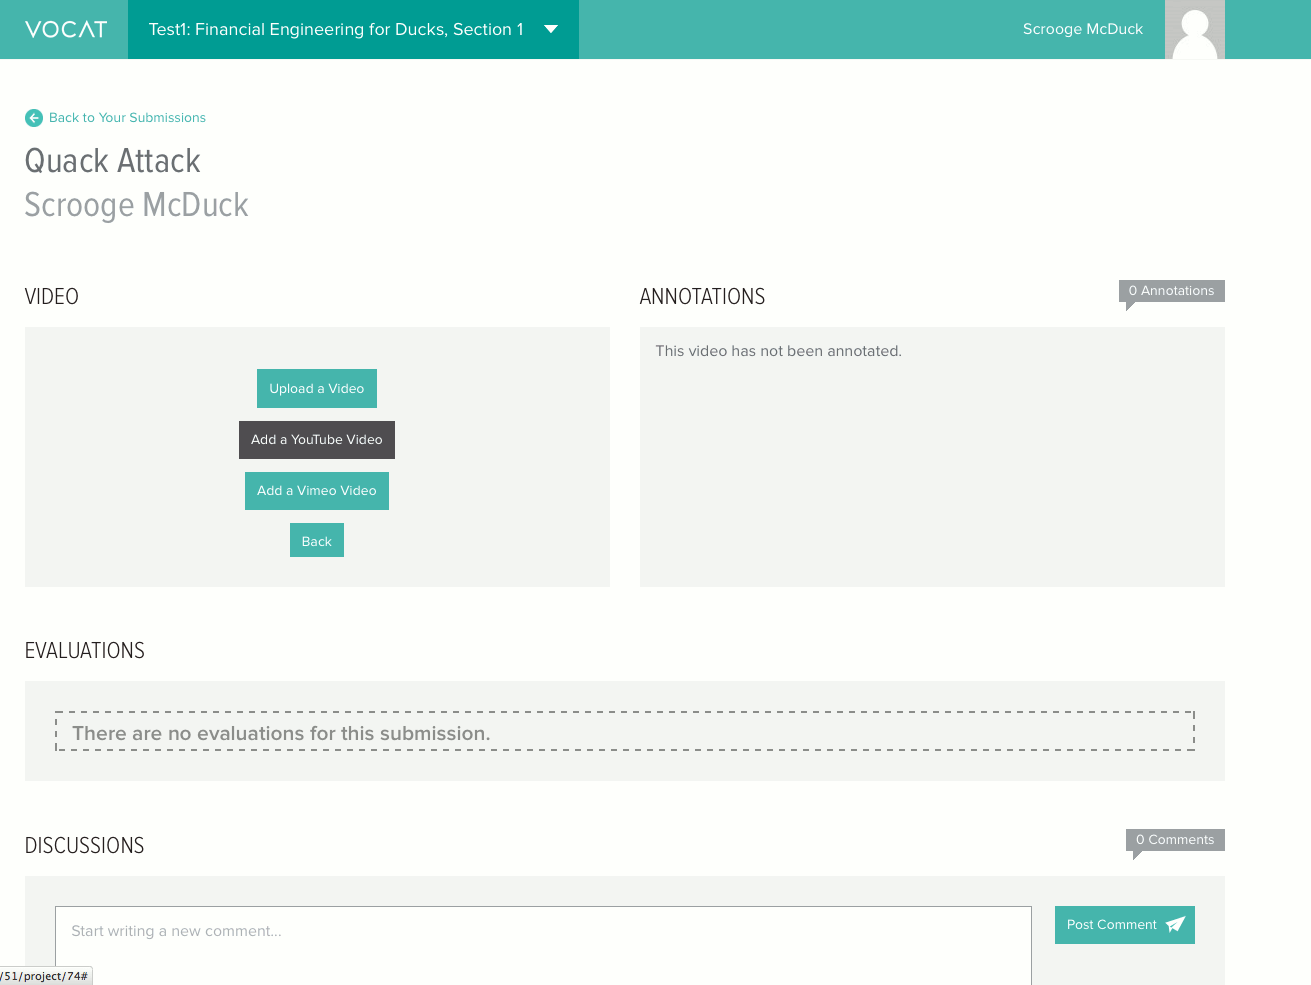 VOCAT
Test1: Financial Engineering for Ducks, Section 1
Scrooge McDuck
Back to Your Submissions
Quack Attack
Scrooge McDuck
VIDEO
ANNOTATIONS
0 Annotations
Upload a Video
Add a YouTube Video
Add a Vimeo Video
Back
This video has not been annotated.
EVALUATIONS
There are no evaluations for this submission.
DISCUSSIONS
0 Comments
Start writing a new comment...
Post Comment
/51/project/74#